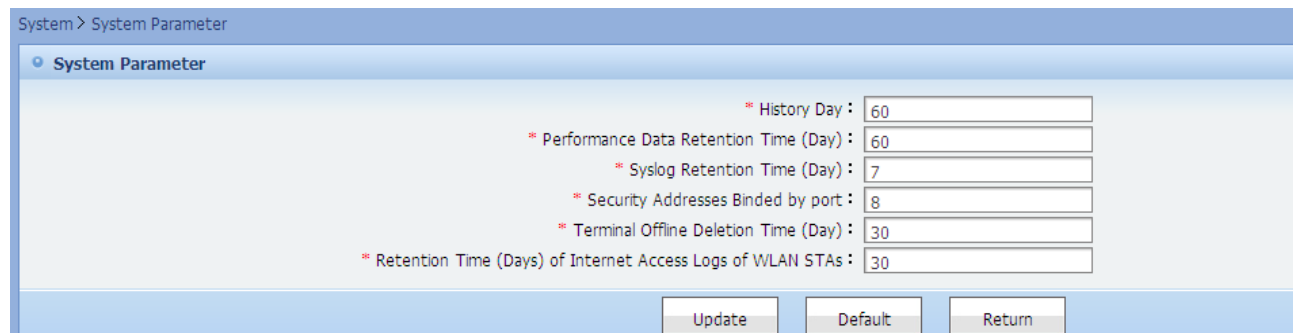 System > System Parameter
System Parameter
* History Day : 60
* Performance Data Retention Time (Day) : 60
* Syslog Retention Time (Day) : 7
* Security Addresses Binded by port : 8
* Terminal Offline Deletion Time (Day) : 30
* Retention Time (Days) of Internet Access Logs of WLAN STAs : 30
Update Default Return